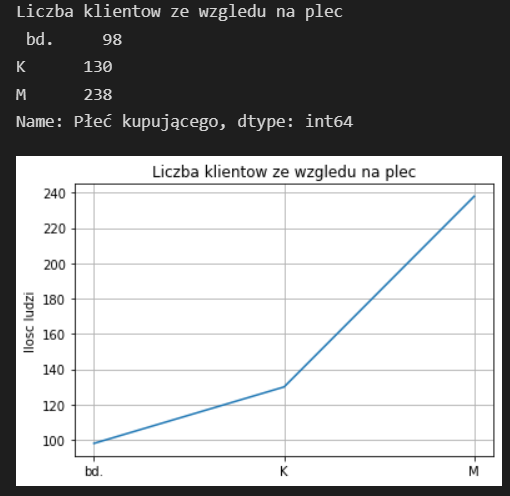 Liczba klientow ze wzgledu na plec
bd. 98
K 130
M 238
Name: Płeć kupującego, dtype: int64
Liczba klientow ze wzgledu na plec
240
220
200
180
160
140
120
100
Ilosc ludzi
bd. K M